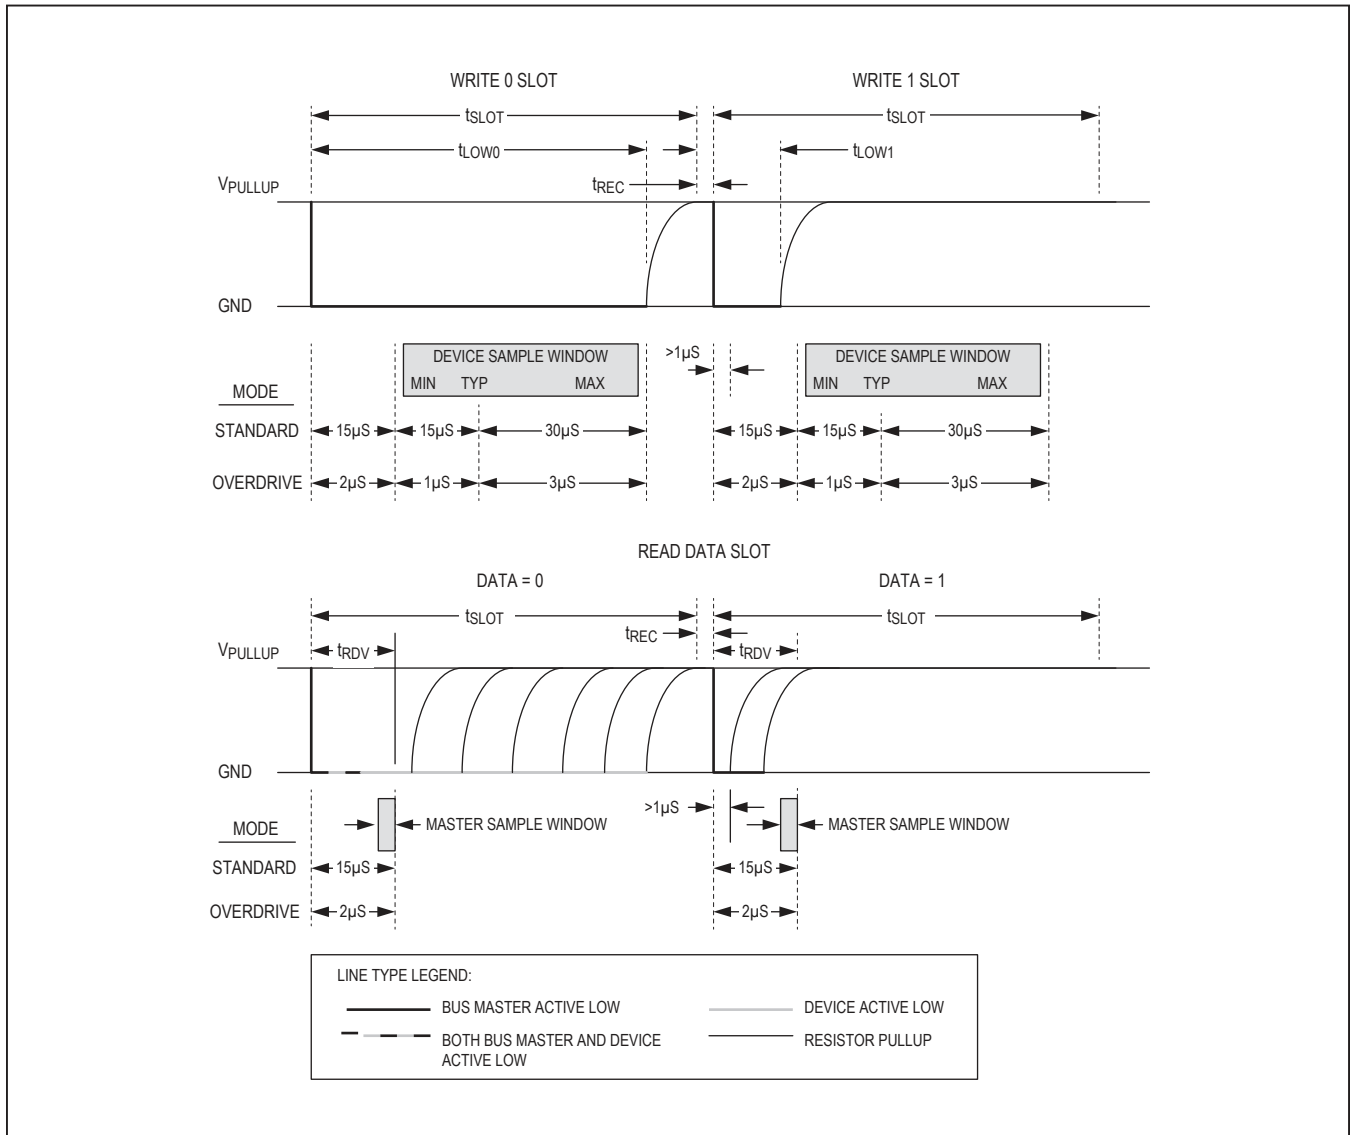 WRITE 0 SLOT WRITE 1 SLOT
tSLOT tSLOT
tLOW0 tLOW1
VPULLUP tREC
GND
DEVICE SAMPLE WINDOW >1µS DEVICE SAMPLE WINDOW
MIN TYP MAX MIN TYP MAX
MODE
STANDARD 15µS 15µS 30µS 15µS 15µS 30µS
OVERDRIVE 2µS 1µS 3µS 2µS 1µS 3µS
READ DATA SLOT
DATA = 0 DATA = 1
tSLOT tSLOT
tREC
VPULLUP tRDV tRDV
GND
>1µS
MODE MASTER SAMPLE WINDOW MASTER SAMPLE WINDOW
STANDARD 15µS 15µS
OVERDRIVE 2µS 2µS
LINE TYPE LEGEND:
BUS MASTER ACTIVE LOW DEVICE ACTIVE LOW
BOTH BUS MASTER AND DEVICE RESISTOR PULLUP
ACTIVE LOW